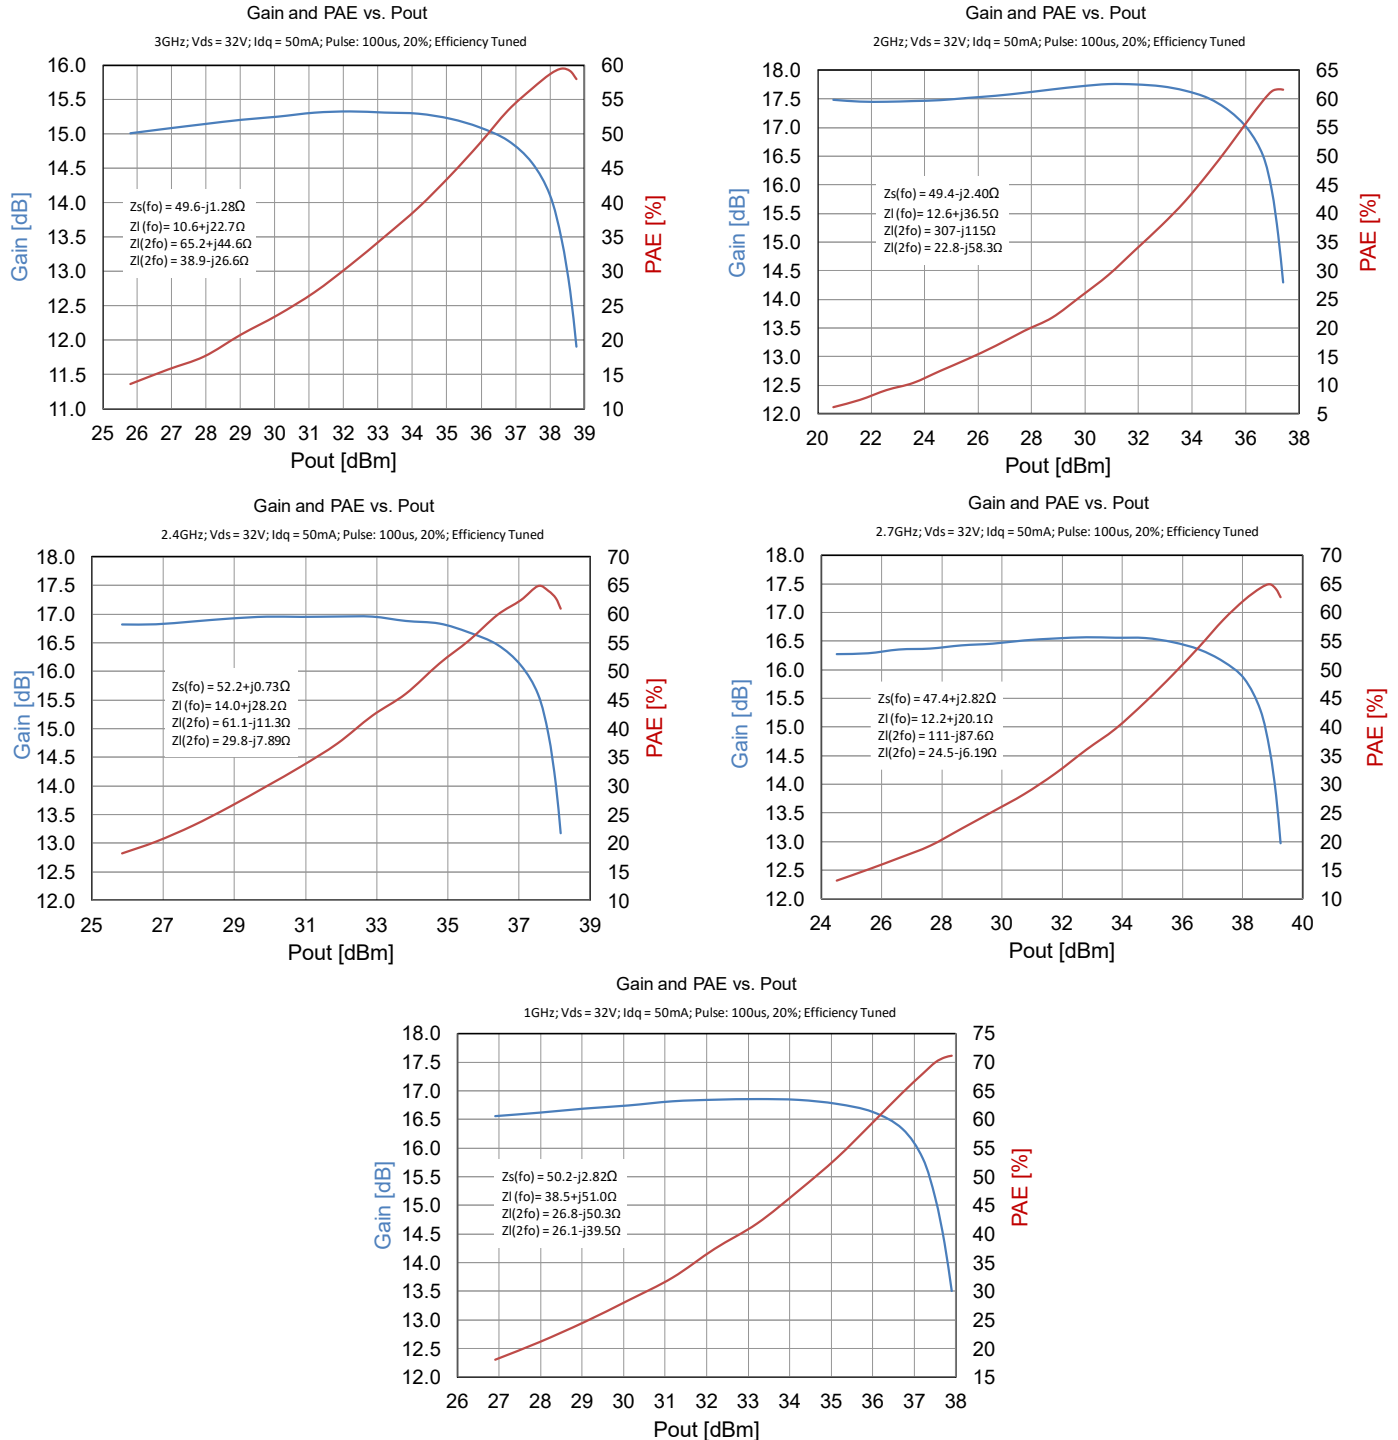 Gain and PAE vs. Pout
3GHz; Vds = 32V; Idq = 50mA; Pulse: 100us, 20%; Efficiency Tuned
16.0
15.5
15.0
14.5
14.0
13.5
13.0
12.5
12.0
11.5
11.0
Gain [dB]
Zs(fo) = 49.6-j1.28Ω
Zl (fo)= 10.6+j22.7Ω
Zl(2fo) = 65.2+j44.6Ω
Zl(2fo) = 38.9-j26.6Ω
60
55
50
45
40
35
30
25
20
15
10
PAE [%]
25 26 27 28 29 30 31 32 33 34 35 36 37 38 39
Pout [dBm]
Gain and PAE vs. Pout
2GHz; Vds = 32V; Idq = 50mA; Pulse: 100us, 20%; Efficiency Tuned
18.0
17.5
17.0
16.5
16.0
15.5
15.0
14.5
14.0
13.5
13.0
12.5
12.0
Gain [dB]
Zs(fo) = 49.4-j2.40Ω
Zl (fo) = 12.6+j36.5Ω
Zl(2fo) = 307-j115Ω
Zl(2fo) = 22.8-j58.3Ω
65
60
55
50
45
40
35
30
25
20
15
10
5
PAE [%]
20 22 24 26 28 30 32 34 36 38
Pout [dBm]
Gain and PAE vs. Pout
2.4GHz; Vds = 32V; Idq = 50mA; Pulse: 100us, 20%; Efficiency Tuned
18.0
17.5
17.0
16.5
16.0
15.5
15.0
14.5
14.0
13.5
13.0
12.5
12.0
Gain [dB]
Zs(fo) = 52.2+j0.73Ω
Zl (fo) = 14.0+j28.2Ω
Zl(2fo) = 61.1-j11.3Ω
Zl(2fo) = 29.8-j7.89Ω
70
65
60
55
50
45
40
35
30
25
20
15
10
PAE [%]
25 27 29 31 33 35 37 39
Pout [dBm]
Gain and PAE vs. Pout
2.7GHz; Vds = 32V; Idq = 50mA; Pulse: 100us, 20%; Efficiency Tuned
18.0
17.5
17.0
16.5
16.0
15.5
15.0
14.5
14.0
13.5
13.0
12.5
12.0
Gain [dB]
Zs(fo) = 47.4+j2.82Ω
Zl (fo) = 12.2+j20.1Ω
Zl(2fo) = 111-j87.6Ω
Zl(2fo) = 24.5-j6.19Ω
70
65
60
55
50
45
40
35
30
25
20
15
10
PAE [%]
24 26 28 30 32 34 36 38 40
Pout [dBm]
Gain and PAE vs. Pout
1GHz; Vds = 32V; Idq = 50mA; Pulse: 100us, 20%; Efficiency Tuned
18.0
17.5
17.0
16.5
16.0
15.5
15.0
14.5
14.0
13.5
13.0
12.5
12.0
Gain [dB]
Zs(fo) = 50.2-j2.82Ω
Zl (fo) = 38.5+j51.0Ω
Zl(2fo) = 26.8-j50.3Ω
Zl(2fo) = 26.1-j39.5Ω
75
70
65
60
55
50
45
40
35
30
25
20
15
PAE [%]
26 27 28 29 30 31 32 33 34 35 36 37 38
Pout [dBm]